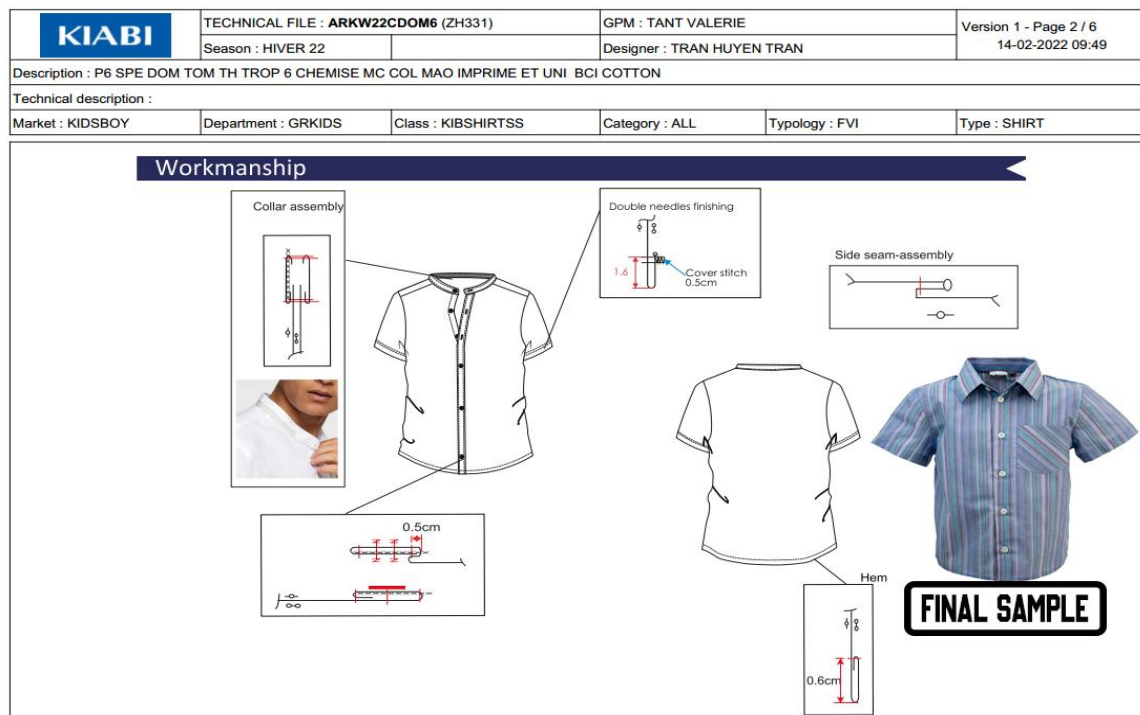 KIABI
TECHNICAL FILE : ARKW22CDOM6 (ZH331)
GPM : TANT VALERIE
Version 1 - Page 2 / 6
14-02-2022 09:49
Season : HIVER 22
Designer : TRAN HUYEN TRAN
Description : P6 SPE DOM TOM TH TROP 6 CHEMISE MC COL MAO IMPRIME ET UNI BCI COTTON
Technical description :
Market : KIDSBOY
Department : GRKIDS
Class : KIBSHIRTSS
Category : ALL
Typology : FVI
Type : SHIRT
Workmanship
Collar assembly
Double needles finishing
1.6
Cover stitch
0.5cm
Side seam-assembly
0.5cm
Hem
0.6cm
FINAL SAMPLE